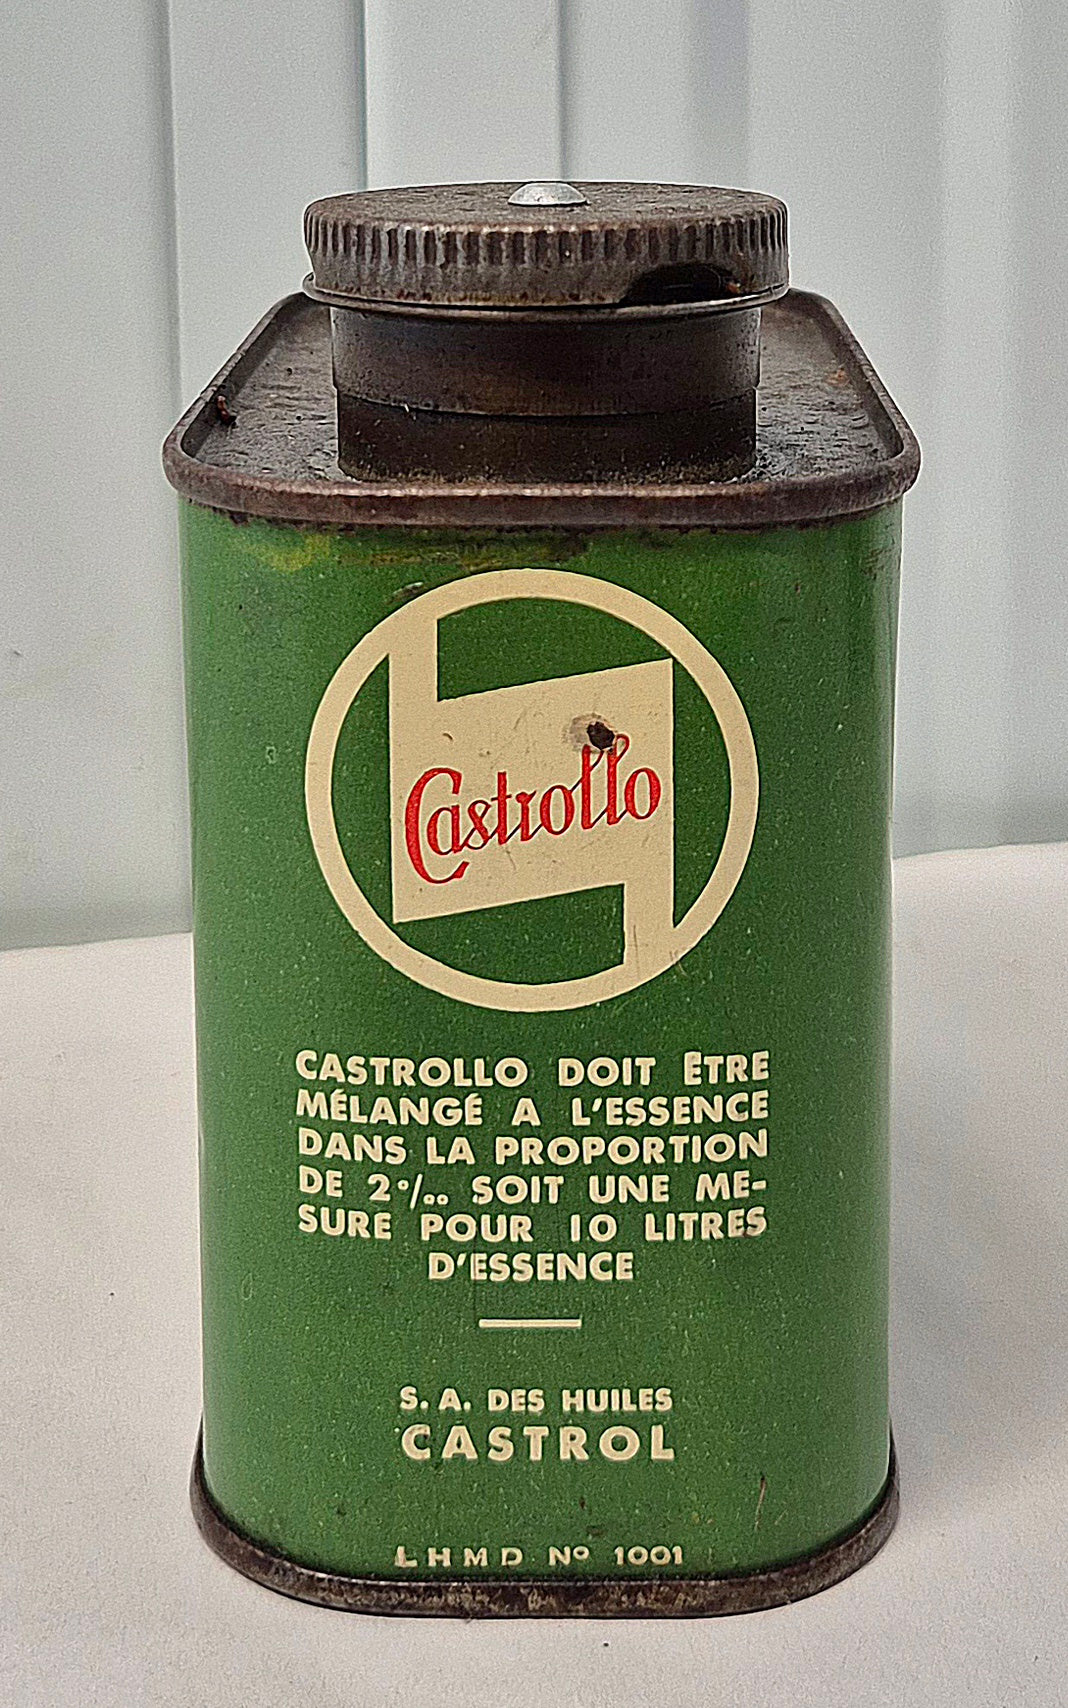 Castrollo
CASTROLLO DOIT ÊTRE
MÉLANGÉ A L'ESSENCE
DANS LA PROPORTION
DE 2°/oo SOIT UNE ME-
SURE POUR 10 LITRES
D'ESSENCE
S. A. DES HUILES
CASTROL
L H M D Nº 1001